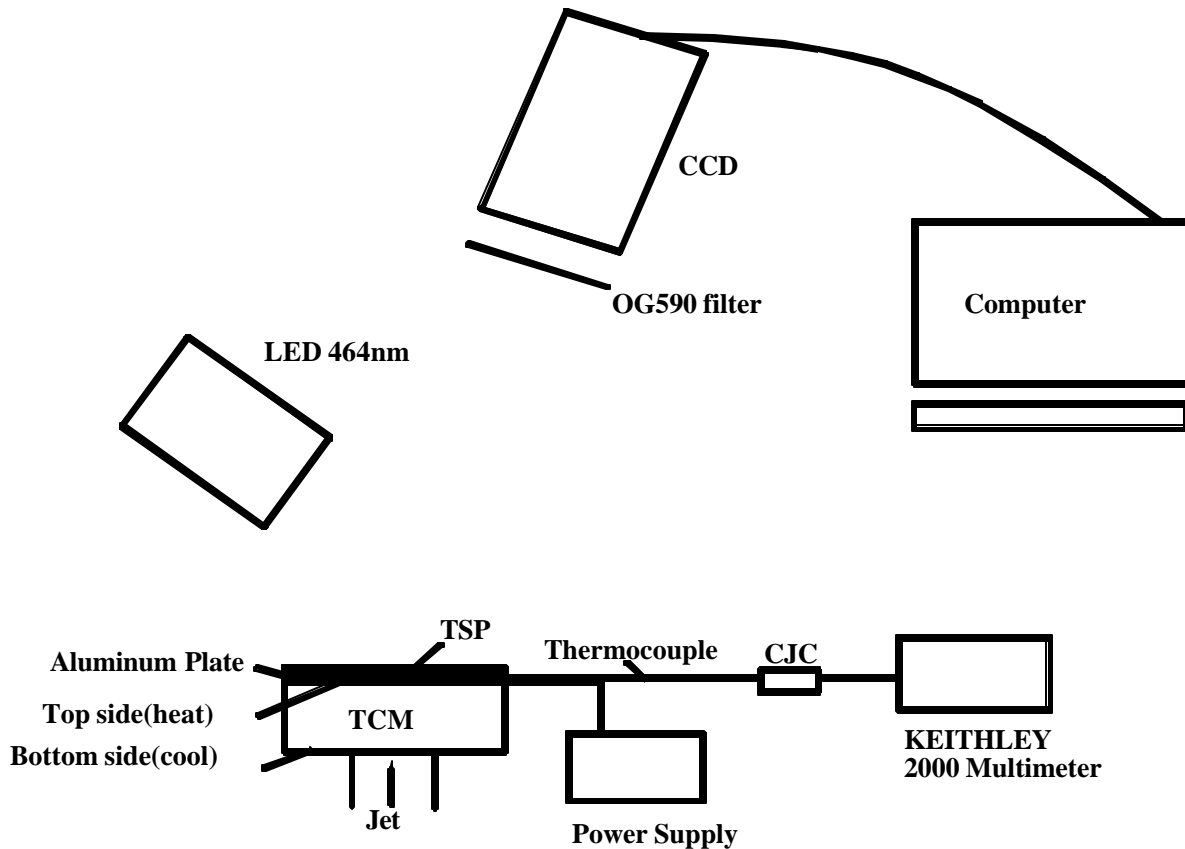 CCD
OG590 filter
Computer
LED 464nm
TSP
Thermocouple
CJC
Aluminum Plate
Top side(heat)
TCM
Bottom side(cool)
KEITHLEY
2000 Multimeter
Jet
Power Supply